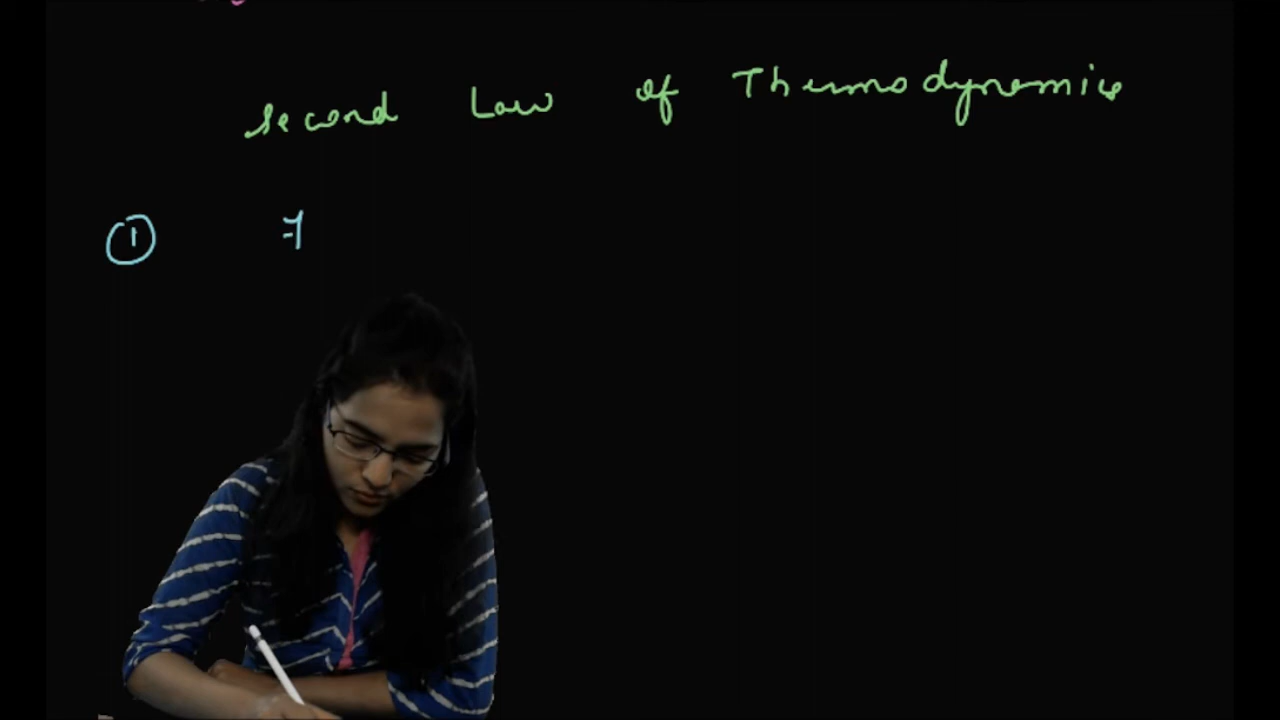 Second Law of Thermodynamics
①